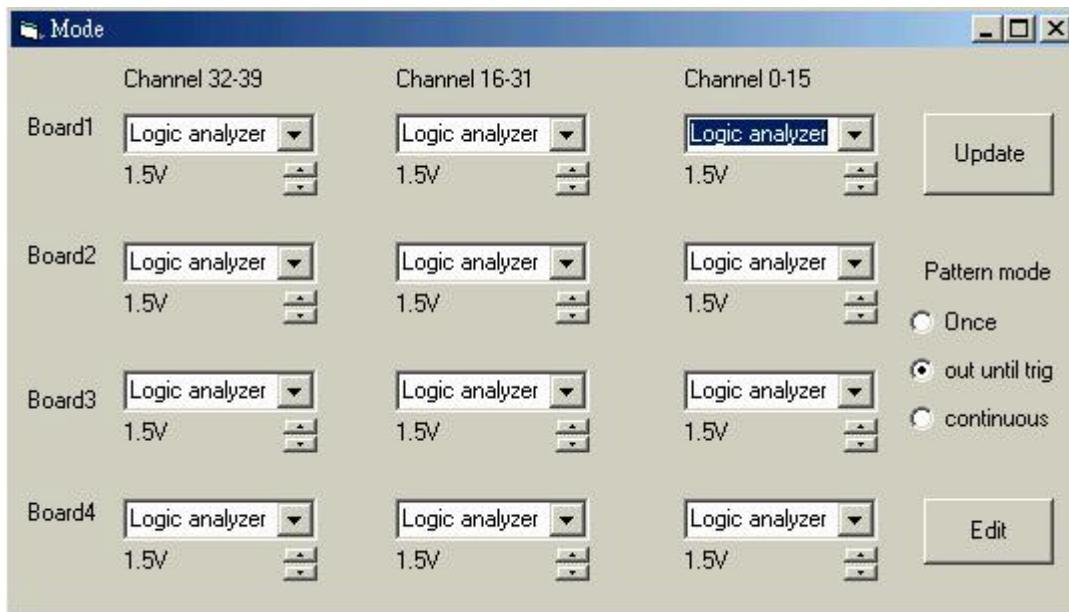 Mode
Channel 32-39 Channel 16-31 Channel 0-15
Board1 Logic analyzer Logic analyzer Logic analyzer Update
1.5V 1.5V 1.5V
Board2 Logic analyzer Logic analyzer Logic analyzer
Pattern mode
1.5V 1.5V 1.5V
Once
out until trig
Board3 Logic analyzer Logic analyzer Logic analyzer
continuous
1.5V 1.5V 1.5V
Board4 Logic analyzer Logic analyzer Logic analyzer Edit
1.5V 1.5V 1.5V